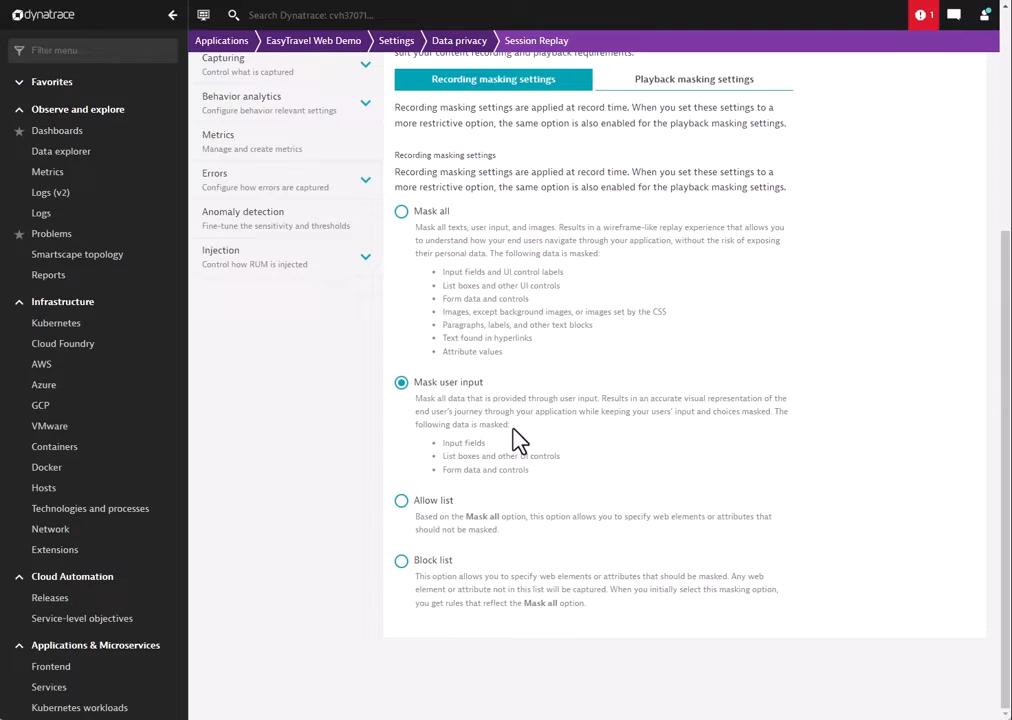 dynatrace
Search Dynatrace: cvh37071...
1
Filter menu
Applications
EasyTravel Web Demo
Settings
Data privacy
Session Replay
Favorites
Observe and explore
Dashboards
Data explorer
Metrics
Logs (v2)
Logs
Problems
Smartscape topology
Reports
Infrastructure
Kubernetes
Cloud Foundry
AWS
Azure
GCP
VMware
Containers
Docker
Hosts
Technologies and processes
Network
Extensions
Cloud Automation
Releases
Service-level objectives
Applications & Microservices
Frontend
Services
Kubernetes workloads
Capturing
Control what is captured
Behavior analytics
Configure behavior relevant settings
Metrics
Manage and create metrics
Errors
Configure how errors are captured
Anomaly detection
Fine-tune the sensitivity and thresholds
Injection
Control how RUM is injected
suit your content recording and playback requirements.
Recording masking settings
Playback masking settings
Recording masking settings are applied at record time. When you set these settings to a
more restrictive option, the same option is also enabled for the playback masking settings.
Recording masking settings
Recording masking settings are applied at record time. When you set these settings to a
more restrictive option, the same option is also enabled for the playback masking settings.
Mask all
Mask all texts, user input, and images. Results in a wireframe-like replay experience that allows you
to understand how your end users navigate through your application, without the risk of exposing
their personal data. The following data is masked:
• Input fields and UI control labels
• List boxes and other UI controls
• Form data and controls
• Images, except background images, or images set by the CSS
• Paragraphs, labels, and other text blocks
• Text found in hyperlinks
• Attribute values
Mask user input
Mask all data that is provided through user input. Results in an accurate visual representation of the
end user's journey through your application while keeping your users' input and choices masked. The
following data is masked:
• Input fields
• List boxes and other UI controls
• Form data and controls
Allow list
Based on the Mask all option, this option allows you to specify web elements or attributes that
should not be masked.
Block list
This option allows you to specify web elements or attributes that should be masked. Any web
element or attribute not in this list will be captured. When you initially select this masking option,
you get rules that reflect the Mask all option.